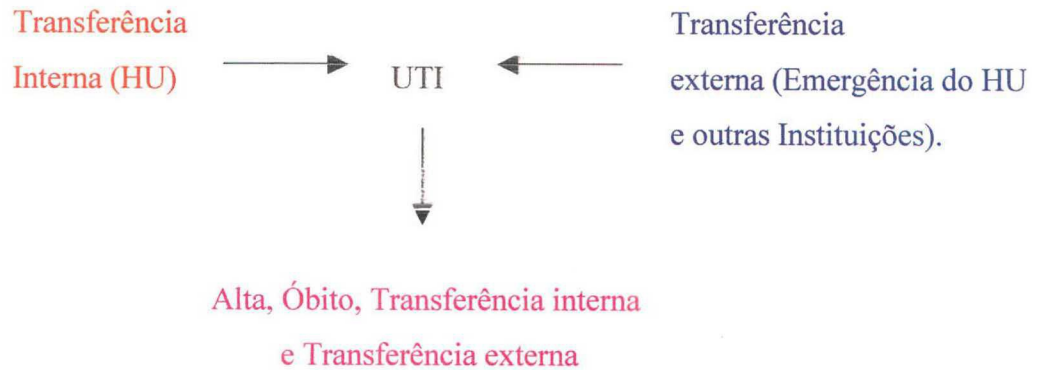 Transferência
Interna (HU)
UTI
Transferência
externa (Emergência do HU
e outras Instituições).
Alta, Óbito, Transferência interna
e Transferência externa